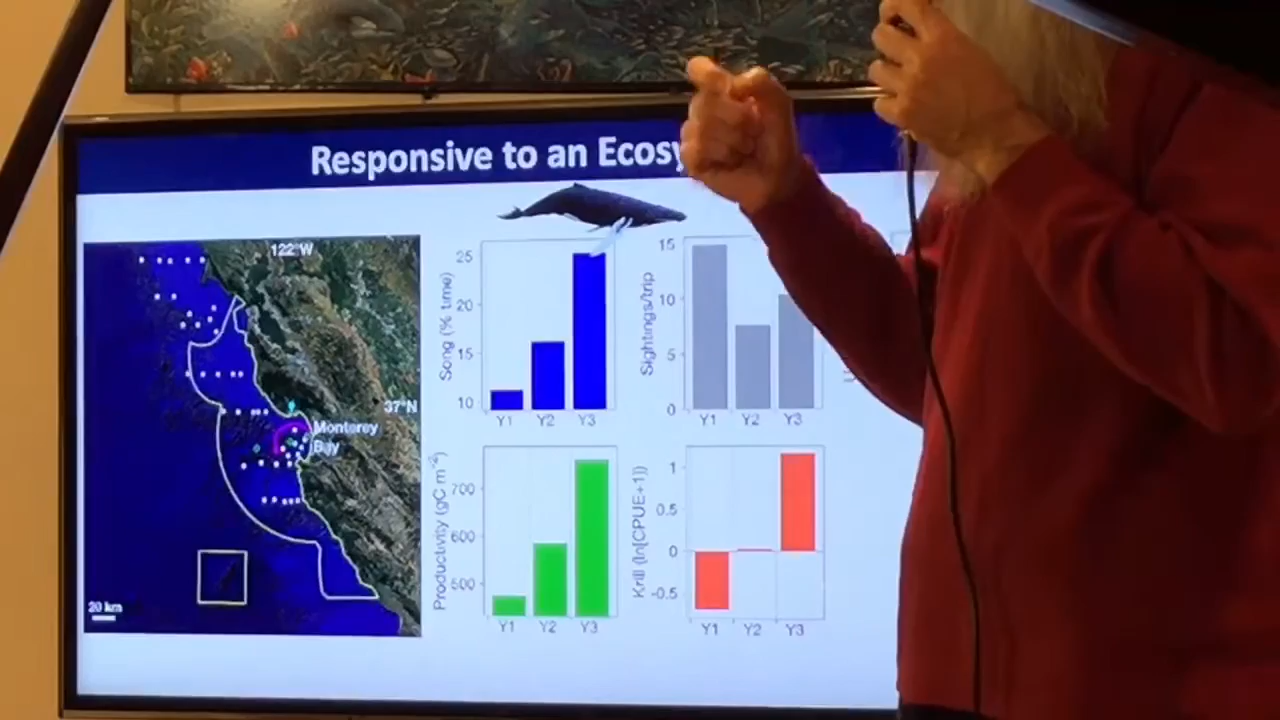 Responsive to an Ecosy
122°W
37°N
Monterey
Bay
20 km
Song (% time)
25
20
15
10
Y1 Y2 Y3
Sightings/trip
15
10
5
0
Y1 Y2 Y3
Productivity (gC m⁻²)
700
600
500
Y1 Y2 Y3
Krill (ln[CPUE+1])
1
0.5
0
-0.5
Y1 Y2 Y3